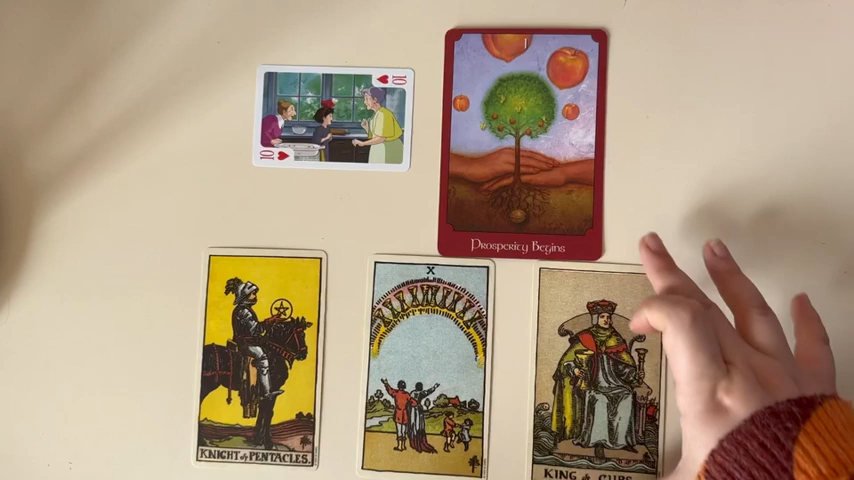 10
10
I
Prosperity Begins
KNIGHT of PENTACLES.
X
KING of CUPS